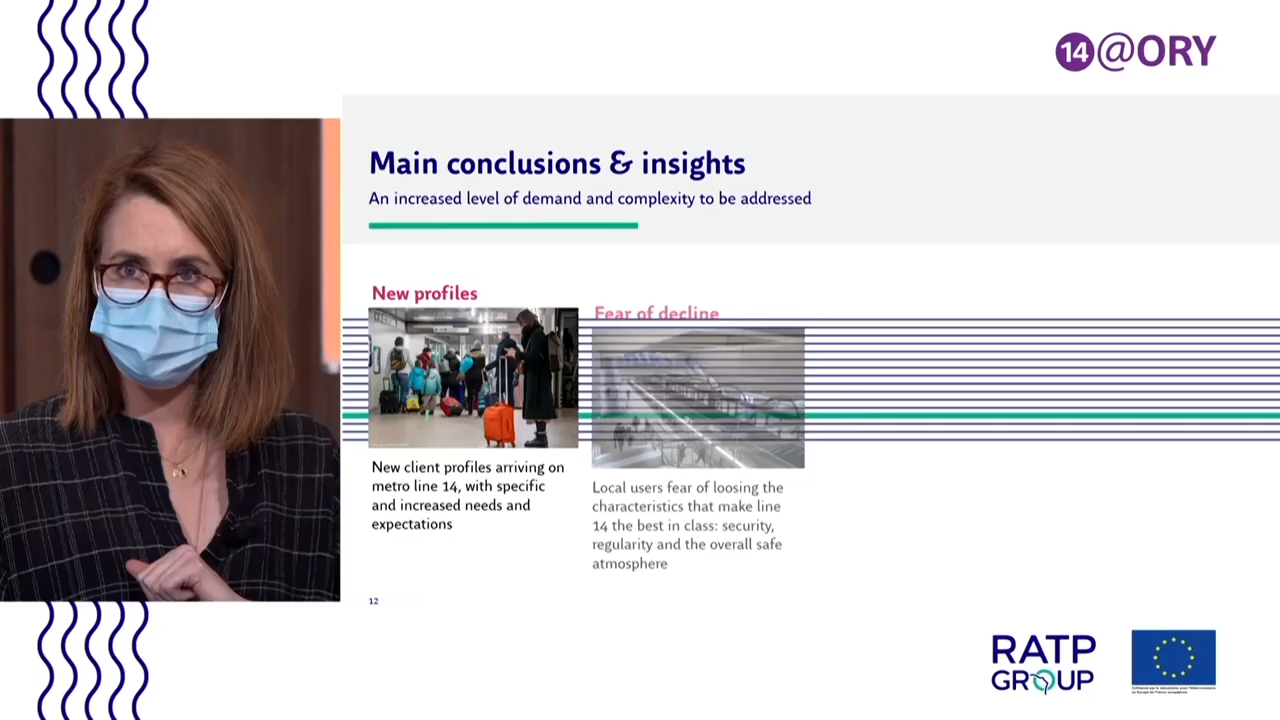 14@ORY
Main conclusions & insights
An increased level of demand and complexity to be addressed
New profiles
New client profiles arriving on
metro line 14, with specific
and increased needs and
expectations
Fear of decline
Local users fear of loosing the
characteristics that make line
14 the best in class: security,
regularity and the overall safe
atmosphere
12
RATP
GROUP